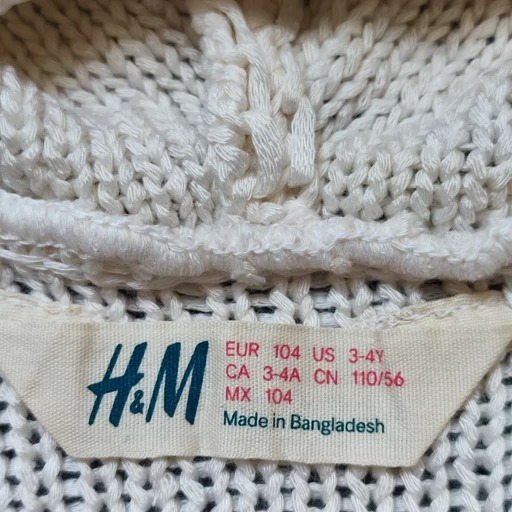 H&M
EUR 104 US 3-4Y
CA 3-4A CN 110/56
MX 104
Made in Bangladesh